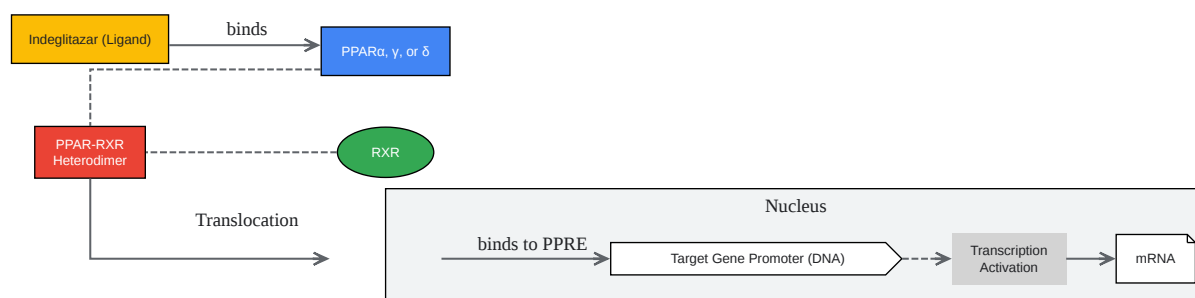 Indeglitazar (Ligand)
binds
PPARα, γ, or δ
PPAR-RXR
Heterodimer
RXR
Translocation
Nucleus
binds to PPRE
Target Gene Promoter (DNA)
Transcription
Activation
mRNA